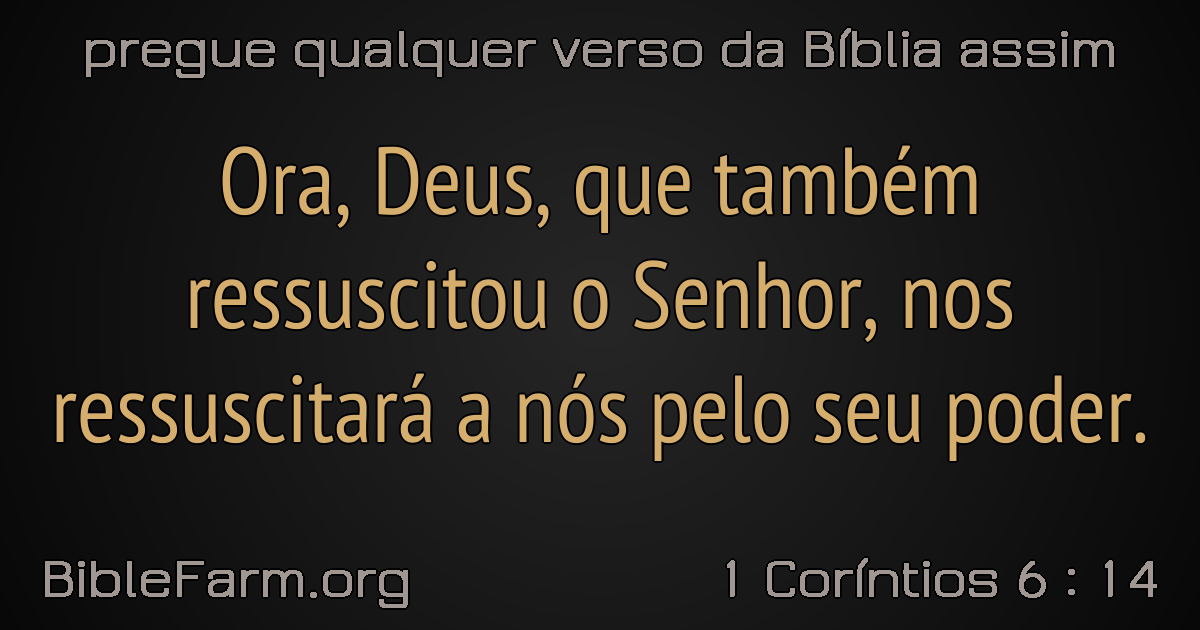 pregue qualquer verso da Bíblia assim
Ora, Deus, que também
ressuscitou o Senhor, nos
ressuscitará a nós pelo seu poder.
BibleFarm.org
1 Coríntios 6 : 14